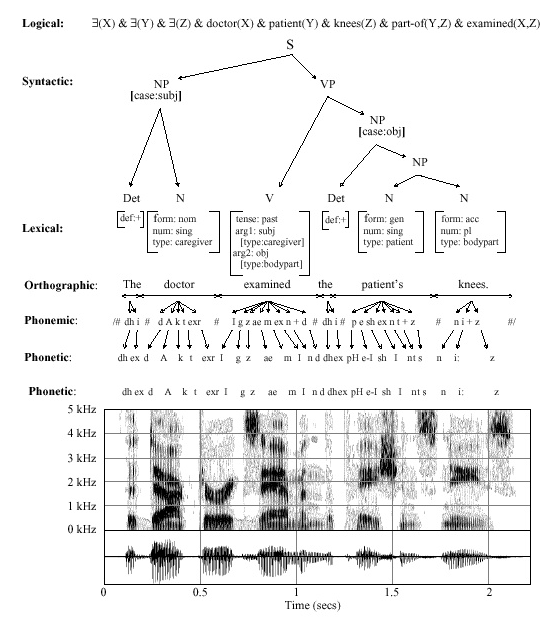 Logical: ∃(X) & ∃(Y) & ∃(Z) & doctor(X) & patient(Y) & knees(Z) & part-of(Y,Z) & examined(X,Z)
S
Syntactic:
NP VP
[case:subj]
NP
[case:obj]
NP
Det N V Det N N
Lexical:
def:+ form: nom tense: past def:+ form: gen form: acc
num: sing arg1: subj num: sing num: pl
type: caregiver [type:caregiver] type: patient type: bodypart
arg2: obj
[type:bodypart]
Orthographic: The doctor examined the patient's knees.
Phonemic: /# dh i # d A k t exr # I g z ae m ex n + d # dh i # p e sh ex n t + z # n i + z #/
Phonetic: dh ex d A k t exr I g z ae m I n d dh ex pH e-I sh I nt s n i: z
Phonetic: dh ex d A k t exr I g z ae m I n d dh ex pH e-I sh I nt s n i: z
5 kHz
4 kHz
3 kHz
2 kHz
1 kHz
0 kHz
0 0.5 1 1.5 2
Time (secs)